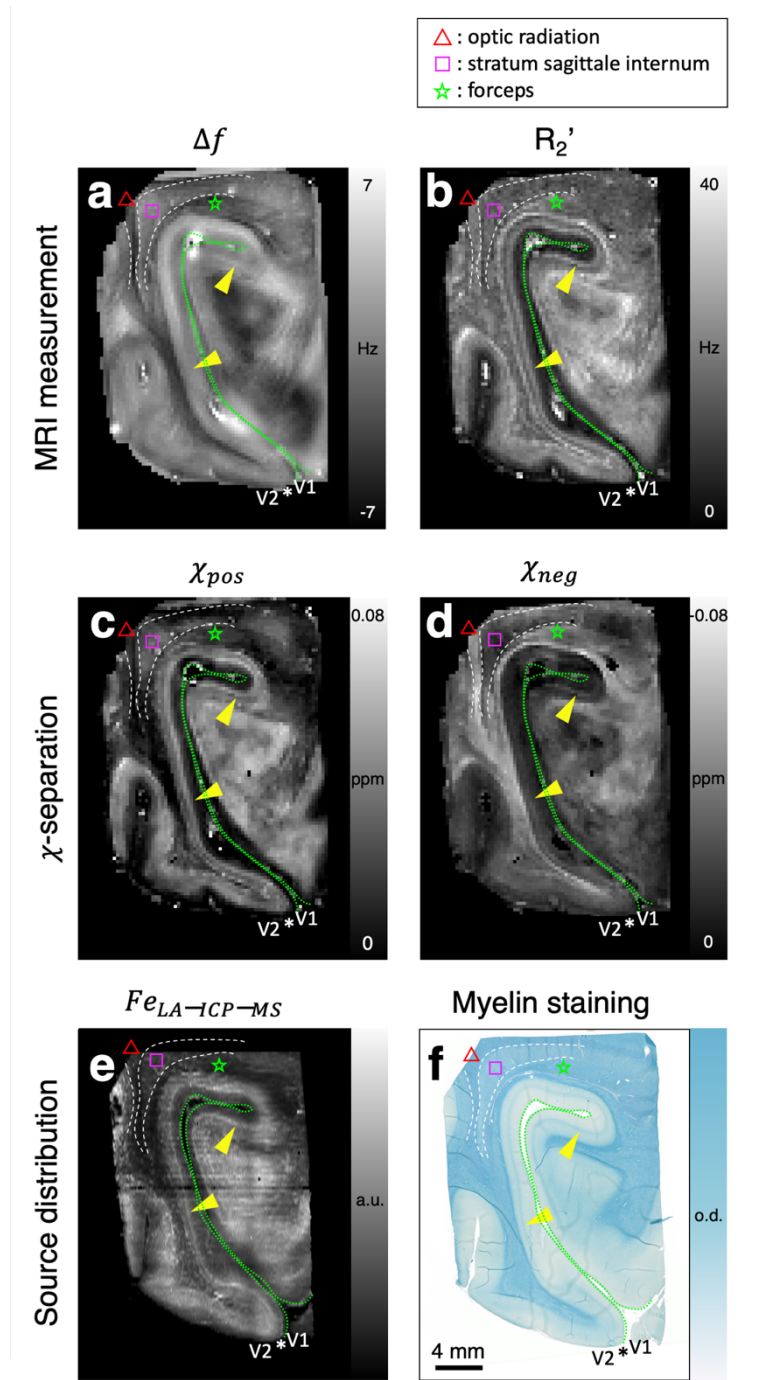 △ : optic radiation
□ : stratum sagittale internum
☆ : forceps
Δf
R₂’
MRI measurement
a
7
Hz
-7
V2 * V1
b
40
Hz
0
V2 * V1
χpos
χneg
χ-separation
c
0.08
ppm
0
V2 * V1
d
-0.08
ppm
0
V2 * V1
Fe LA−ICP−MS
Myelin staining
Source distribution
e
a.u.
V2 * V1
f
o.d.
4 mm
V2 * V1